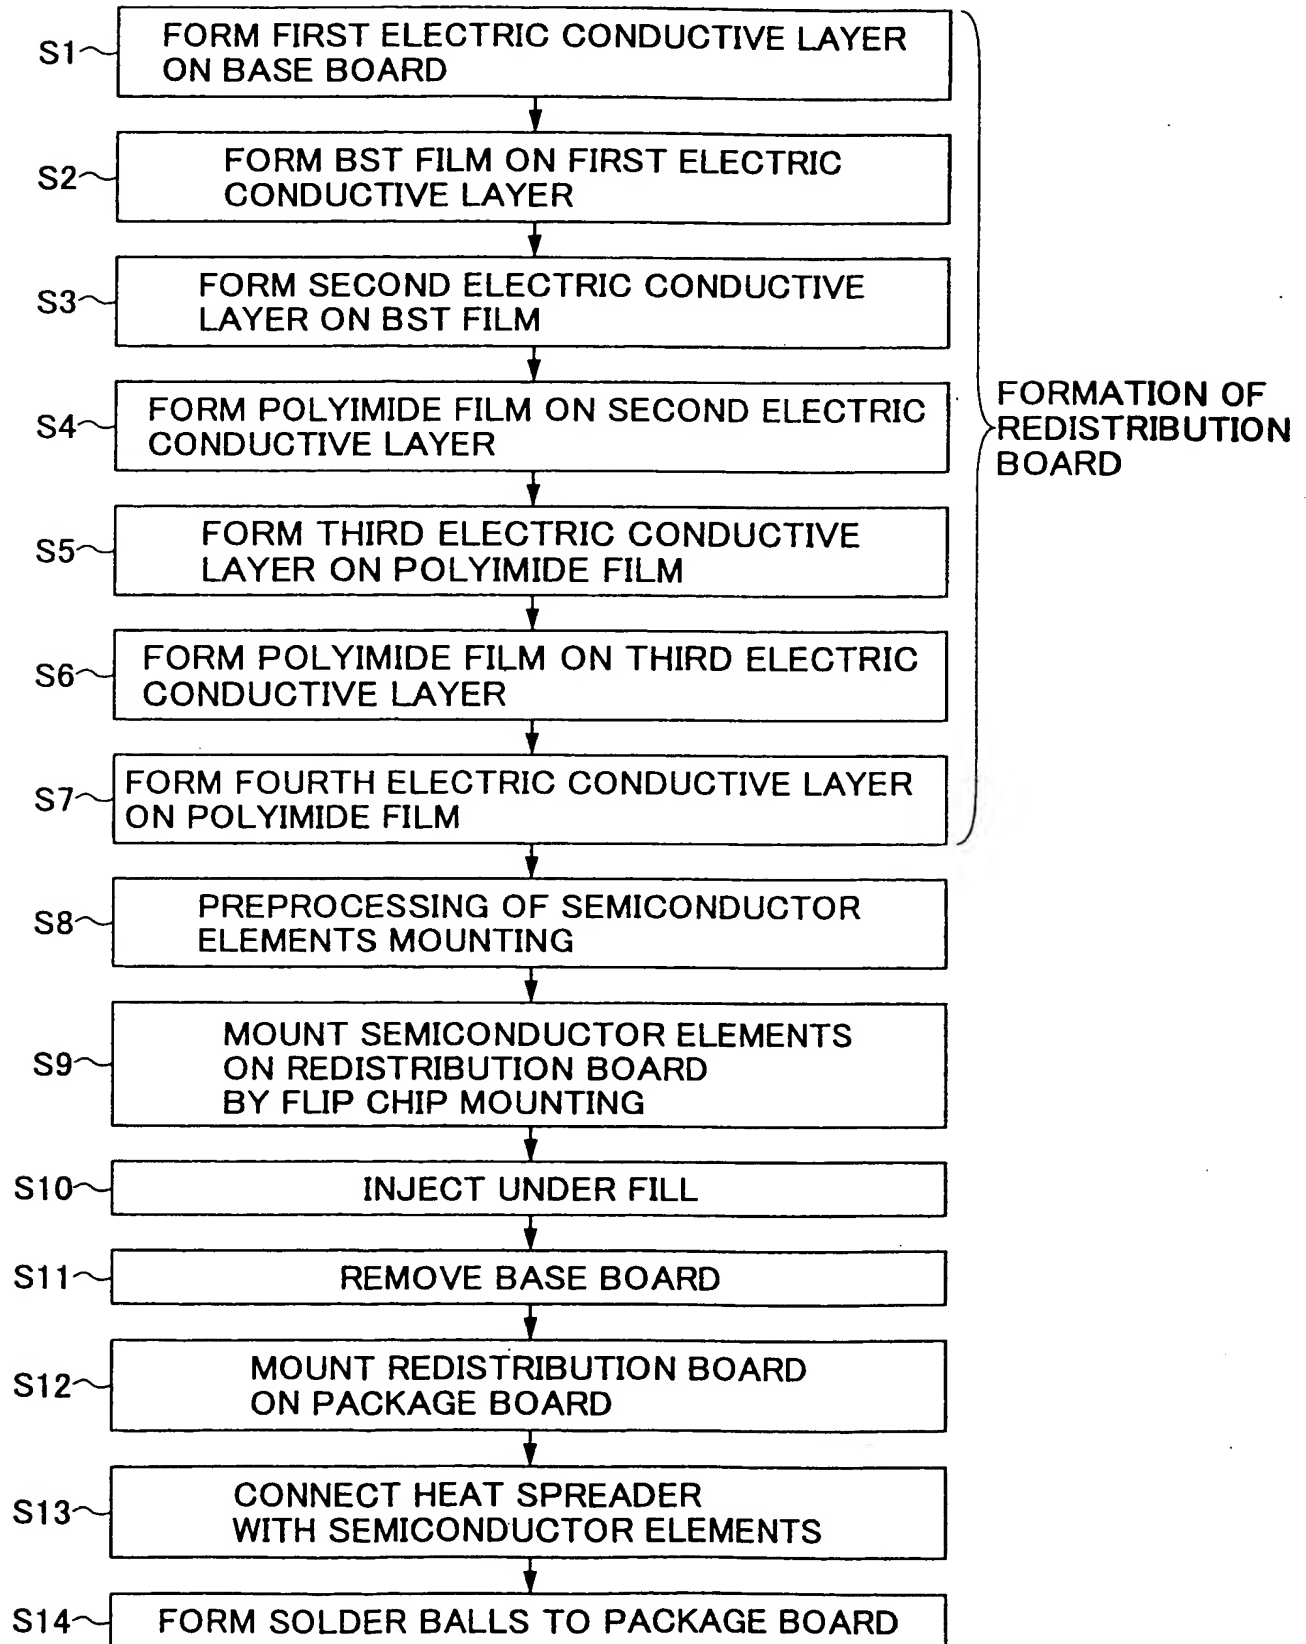 S1
FORM FIRST ELECTRIC CONDUCTIVE LAYER
ON BASE BOARD
S2
FORM BST FILM ON FIRST ELECTRIC
CONDUCTIVE LAYER
S3
FORM SECOND ELECTRIC CONDUCTIVE
LAYER ON BST FILM
S4
FORM POLYIMIDE FILM ON SECOND ELECTRIC
CONDUCTIVE LAYER
S5
FORM THIRD ELECTRIC CONDUCTIVE
LAYER ON POLYIMIDE FILM
S6
FORM POLYIMIDE FILM ON THIRD ELECTRIC
CONDUCTIVE LAYER
S7
FORM FOURTH ELECTRIC CONDUCTIVE LAYER
ON POLYIMIDE FILM
FORMATION OF
REDISTRIBUTION
BOARD
S8
PREPROCESSING OF SEMICONDUCTOR
ELEMENTS MOUNTING
S9
MOUNT SEMICONDUCTOR ELEMENTS
ON REDISTRIBUTION BOARD
BY FLIP CHIP MOUNTING
S10
INJECT UNDER FILL
S11
REMOVE BASE BOARD
S12
MOUNT REDISTRIBUTION BOARD
ON PACKAGE BOARD
S13
CONNECT HEAT SPREADER
WITH SEMICONDUCTOR ELEMENTS
S14
FORM SOLDER BALLS TO PACKAGE BOARD